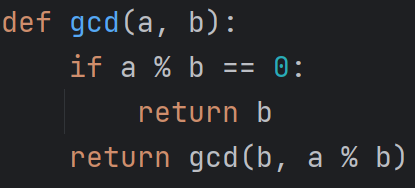 def gcd(a, b):
    if a % b == 0:
        return b
    return gcd(b, a % b)